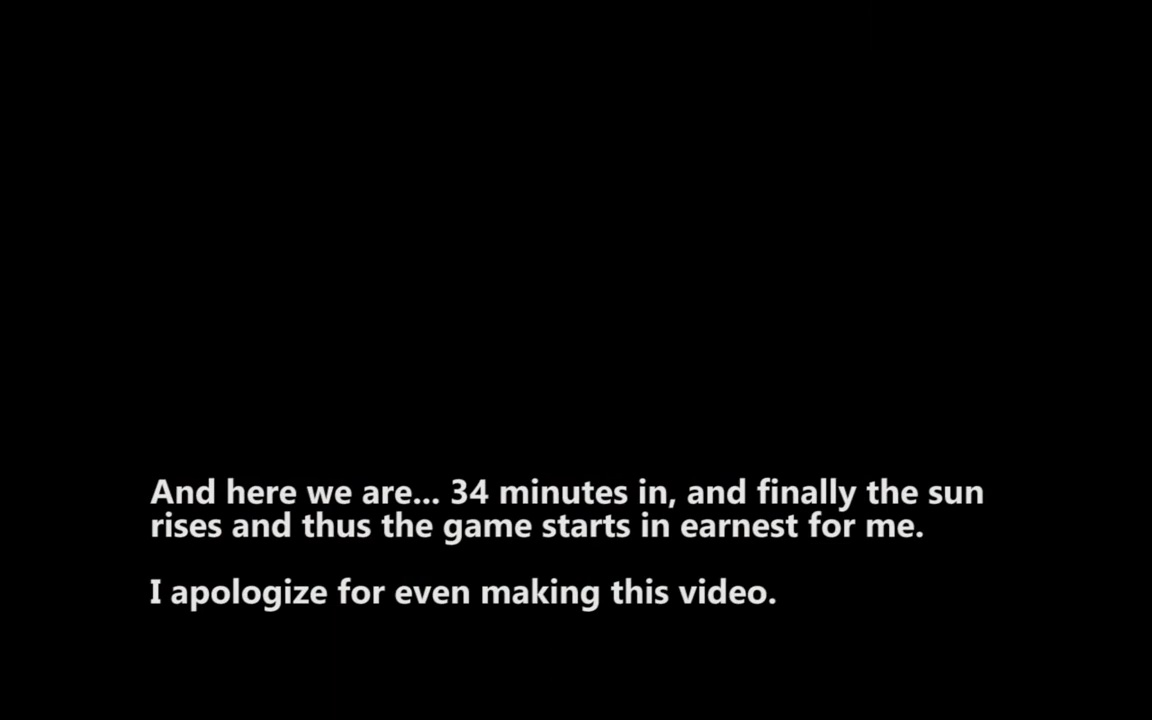 And here we are... 34 minutes in, and finally the sun
rises and thus the game starts in earnest for me.
I apologize for even making this video.